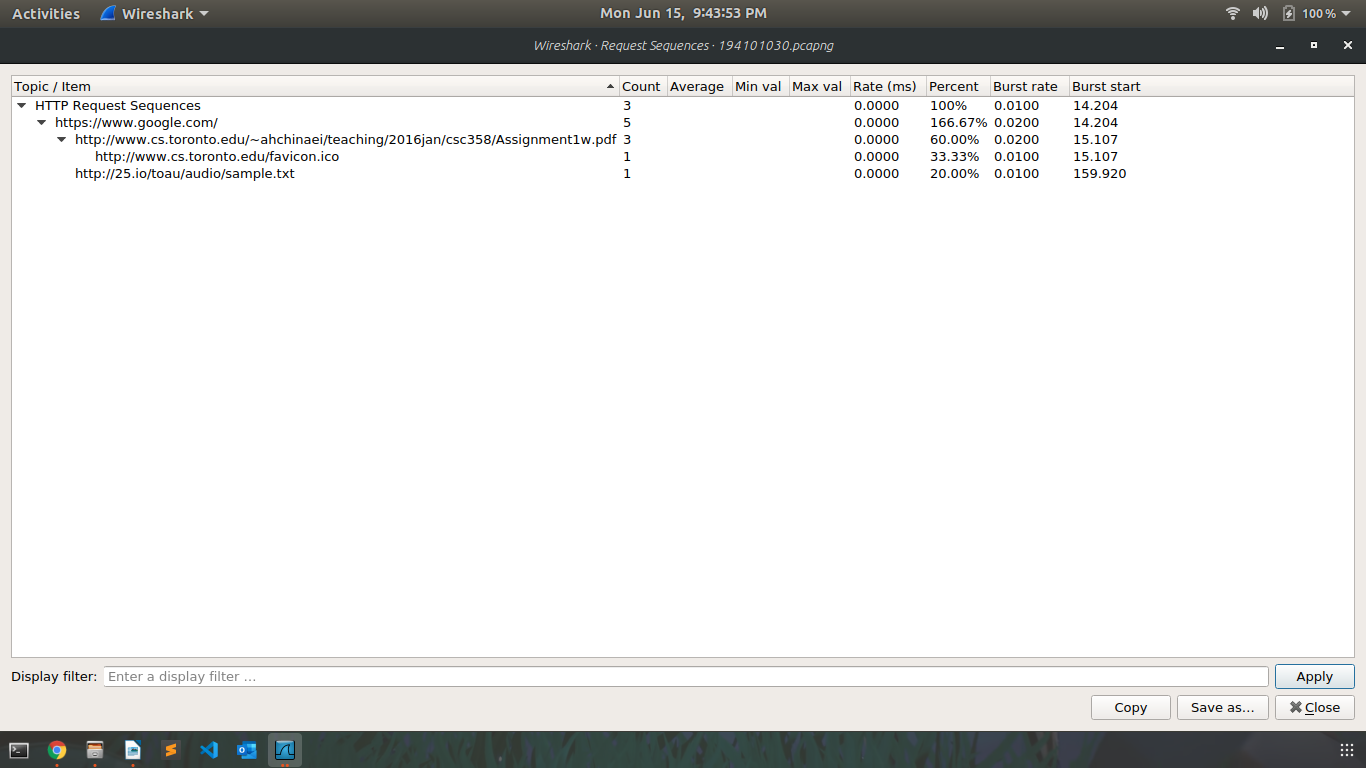 Activities Wireshark Mon Jun 15, 9:43:53 PM 100 %
Wireshark · Request Sequences · 194101030.pcapng
Topic / Item Count Average Min val Max val Rate (ms) Percent Burst rate Burst start
HTTP Request Sequences 3 0.0000 100% 0.0100 14.204
https://www.google.com/ 5 0.0000 166.67% 0.0200 14.204
http://www.cs.toronto.edu/~ahchinaei/teaching/2016jan/csc358/Assignment1w.pdf 3 0.0000 60.00% 0.0200 15.107
http://www.cs.toronto.edu/favicon.ico 1 0.0000 33.33% 0.0100 15.107
http://25.io/toau/audio/sample.txt 1 0.0000 20.00% 0.0100 159.920
Display filter: Enter a display filter … Apply
Copy Save as… Close